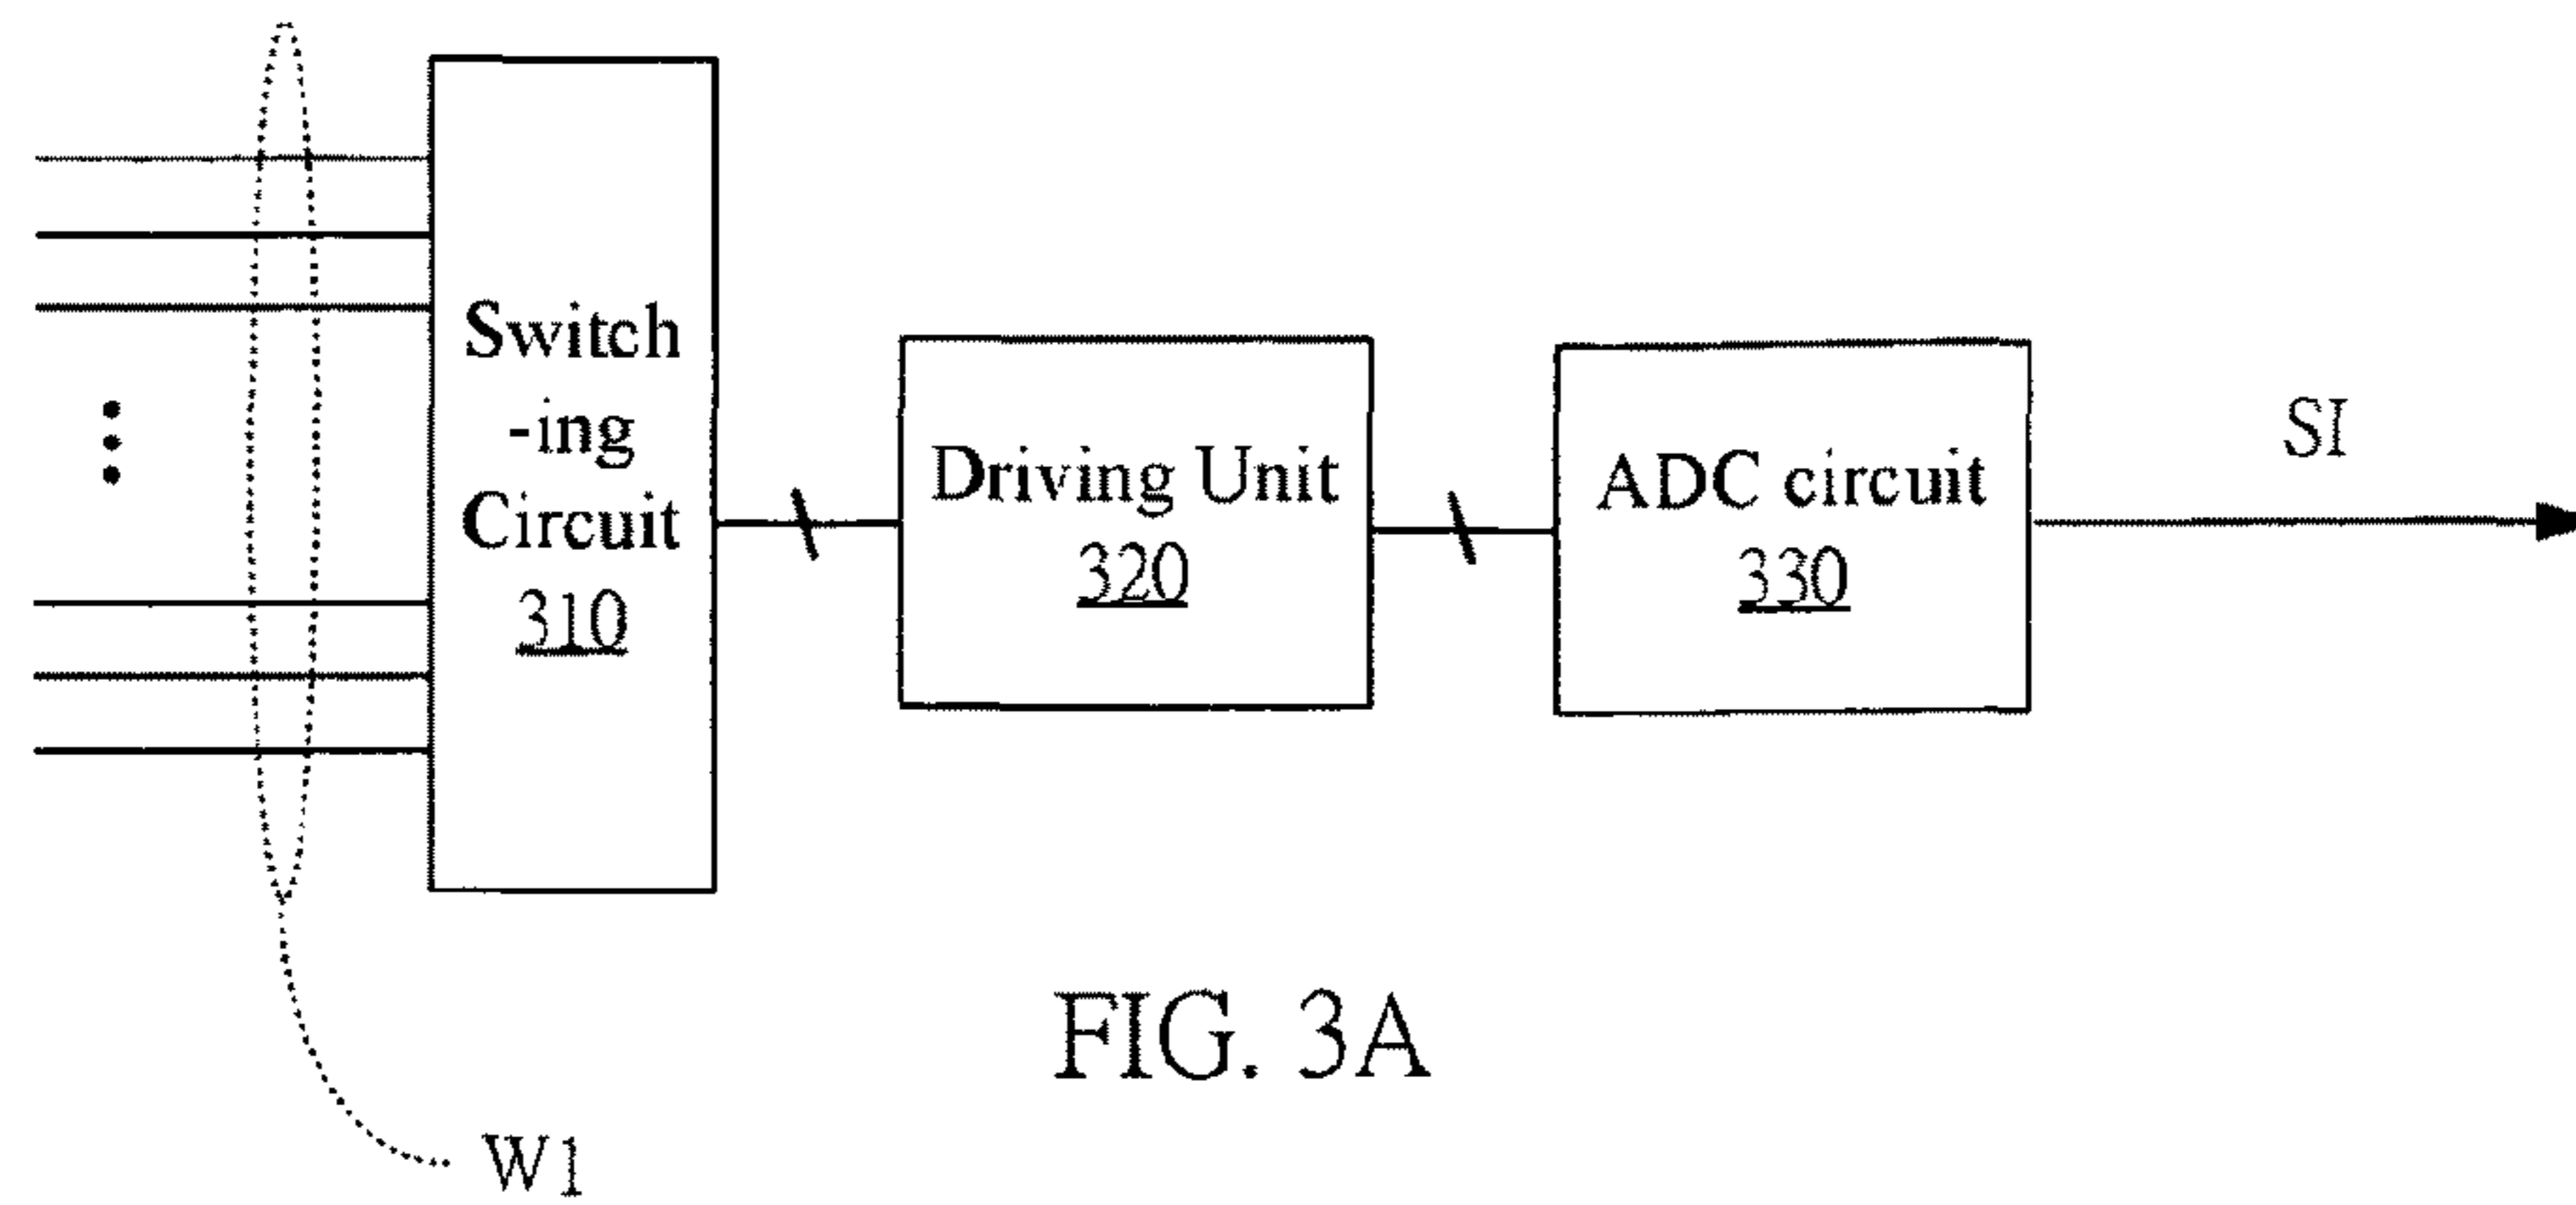 Switch
-ing
Circuit
310
Driving Unit
320
ADC circuit
330
SI
FIG. 3A
W1